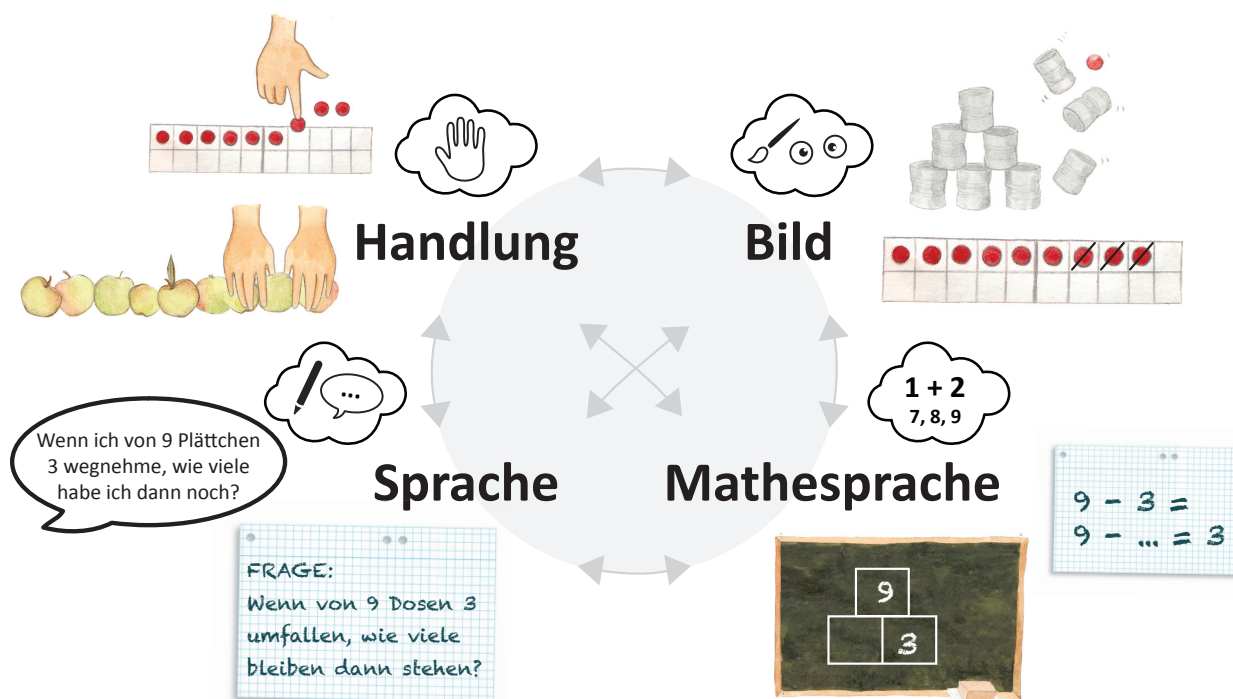 Handlung
Bild
1 + 2
7, 8, 9
Wenn ich von 9 Plättchen
3 wegnehme, wie viele
habe ich dann noch?
Sprache
Mathesprache
9 - 3 =
9 - ... = 3
FRAGE:
Wenn von 9 Dosen 3
umfallen, wie viele
bleiben dann stehen?
9
3